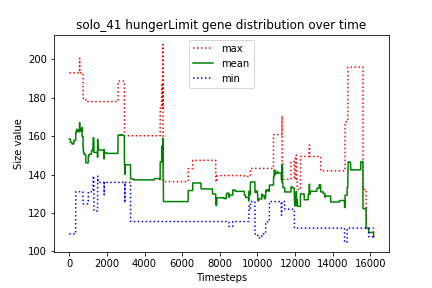 solo_41 hungerLimit gene distribution over time
max
mean
min
Size value
200
180
160
140
120
100
0
2000
4000
6000
8000
10000
12000
14000
16000
Timesteps